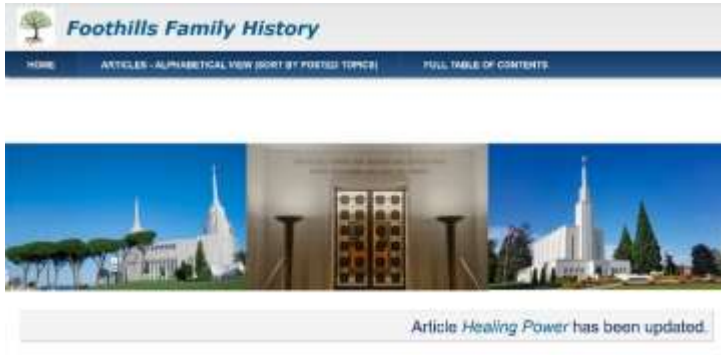 Foothills Family History
HOME
ARTICLES - ALPHABETICAL VIEW (SORT BY POSTED TOPICS)
FULL TABLE OF CONTENTS
Article Healing Power has been updated.